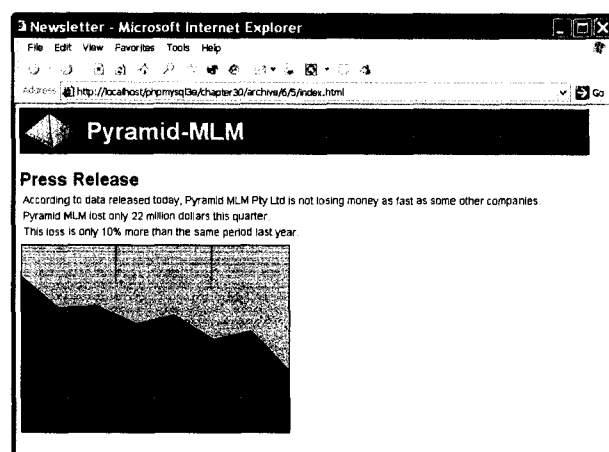 Newsletter - Microsoft Internet Explorer
File Edit View Favorites Tools Help
Address http://localhost/phpmysql3e/chapter30/archive/6/5/index.html Go
Pyramid-MLM
Press Release
According to data released today, Pyramid MLM Pty Ltd is not losing money as fast as some other companies.
Pyramid MLM lost only 22 million dollars this quarter.
This loss is only 10% more than the same period last year.